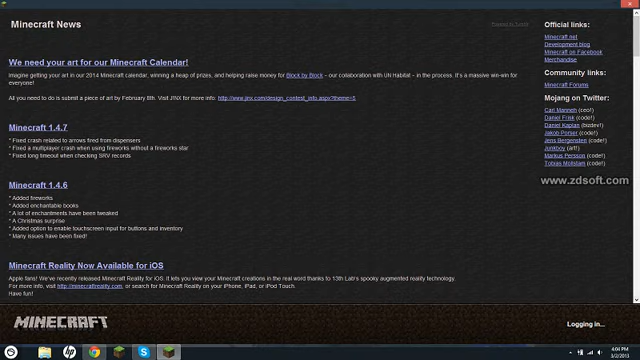 Minecraft News
We need your art for our Minecraft Calendar!
Imagine getting your art in our 2014 Minecraft calendar, winning a heap of prizes, and helping raise money for Block by Block – our collaboration with UN Habitat – in the process. It's a massive win-win for
everyone!
All you need to do is submit a piece of art by February 8th. Visit JINX for more info: http://www.jinx.com/design_contest_info.aspx?theme=5
Minecraft 1.4.7
* Fixed crash related to arrows fired from dispensers
* Fixed a multiplayer crash when using fireworks without a fireworks star
* Fixed long timeout when checking SRV records
Minecraft 1.4.6
* Added fireworks
* Added enchantable books
* A lot of enchantments have been tweaked
* A Christmas surprise
* Added option to enable touchscreen input for buttons and inventory
* Many issues have been fixed!
Minecraft Reality Now Available for iOS
Apple fans! We've recently released Minecraft Reality for iOS. It lets you view your Minecraft creations in the real word thanks to 13th Lab's spooky augmented reality technology.
For more info, visit http://minecraftreality.com, or search for Minecraft Reality on your iPhone, iPad, or iPod Touch.
Have fun!
Official links:
Minecraft.net
Development blog
Minecraft on Facebook
Merchandise
Community links:
Minecraft Forums
Mojang on Twitter:
Carl Manneh (ceo!)
Daniel Frisk (code!)
Daniel Kaplan (bizdev!)
Jakob Porser (code!)
Jens Bergensten (code!)
Junkboy (art!)
Markus Persson (code!)
Tobias Mollstam (code!)
www.zdsoft.com
MINECRAFT
Logging in...
4:04 PM
3/2/2013